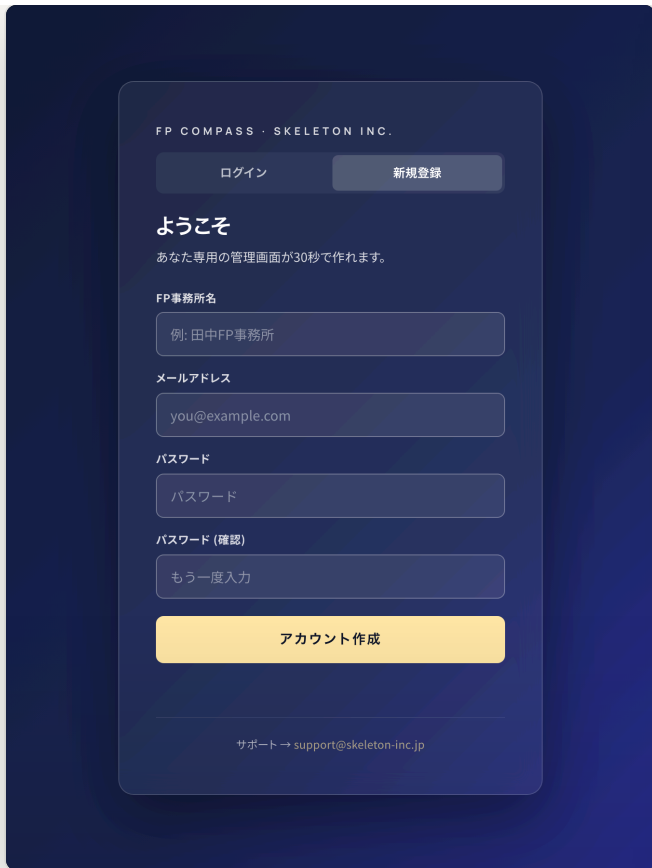 FP COMPASS · SKELETON INC.
ログイン 新規登録
ようこそ
あなた専用の管理画面が30秒で作れます。
FP事務所名
例: 田中FP事務所
メールアドレス
you@example.com
パスワード
パスワード
パスワード (確認)
もう一度入力
アカウント作成
サポート → support@skeleton-inc.jp